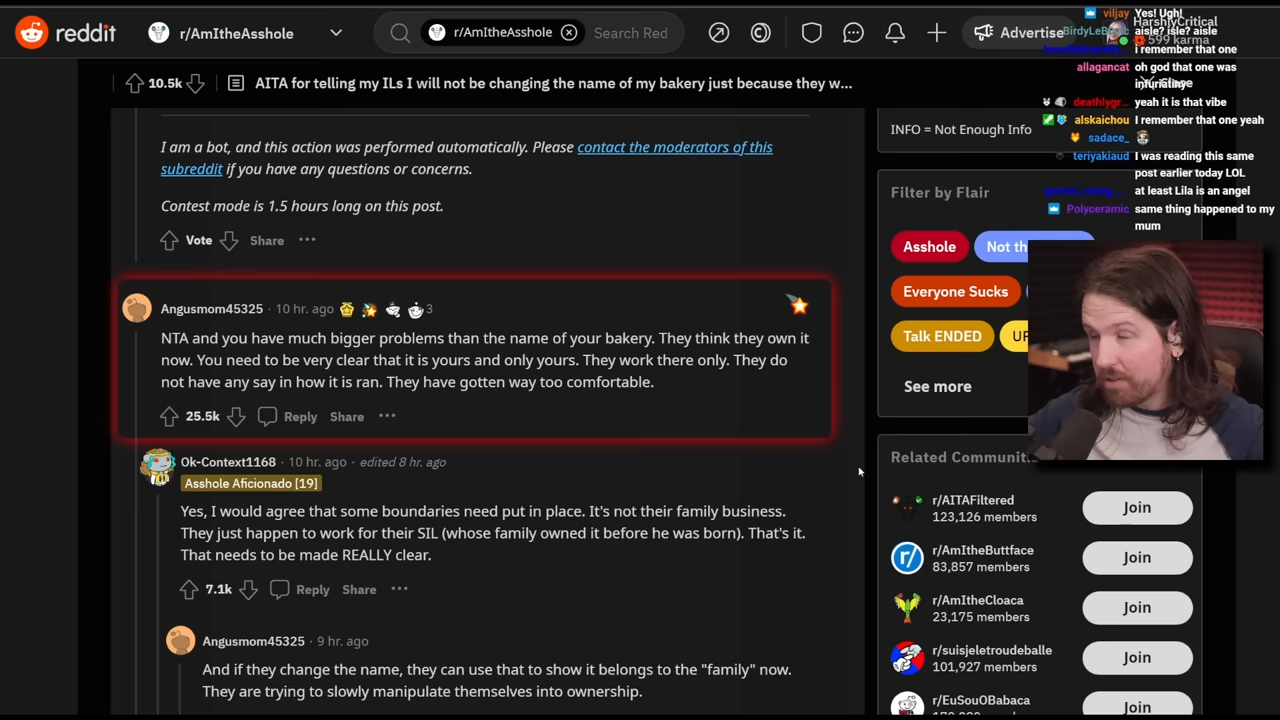 reddit
r/AmItheAsshole
r/AmItheAsshole
Search Red
Advertise
HarshlyCritical
599 karma
10.5k
AITA for telling my ILs I will not be changing the name of my bakery just because they w...
I am a bot, and this action was performed automatically. Please contact the moderators of this
subreddit if you have any questions or concerns.
Contest mode is 1.5 hours long on this post.
Vote
Share
Angusmom45325 · 10 hr. ago
3
NTA and you have much bigger problems than the name of your bakery. They think they own it
now. You need to be very clear that it is yours and only yours. They work there only. They do
not have any say in how it is ran. They have gotten way too comfortable.
25.5k
Reply
Share
Ok-Context1168 · 10 hr. ago · edited 8 hr. ago
Asshole Aficionado [19]
Yes, I would agree that some boundaries need put in place. It's not their family business.
They just happen to work for their SIL (whose family owned it before he was born). That's it.
That needs to be made REALLY clear.
7.1k
Reply
Share
Angusmom45325 · 9 hr. ago
And if they change the name, they can use that to show it belongs to the "family" now.
They are trying to slowly manipulate themselves into ownership.
INFO = Not Enough Info
Filter by Flair
Asshole
Not th
Everyone Sucks
Talk ENDED
See more
Related Communiti
r/AITAFiltered
123,126 members
Join
r/AmItheButtface
83,857 members
Join
r/AmItheCloaca
23,175 members
Join
r/suisjeletroudeballe
101,927 members
Join
r/EuSouOBabaca
Join
viljay Yes! Ugh!
aisle? isle? aisle
i remember that one
allagancat oh god that one was
deathlygr... yeah it is that vibe
alskaichou I remember that one yeah
sadace_
teriyakiaud I was reading this same
post earlier today LOL
at least Lila is an angel
Polyceramic same thing happened to my
mum